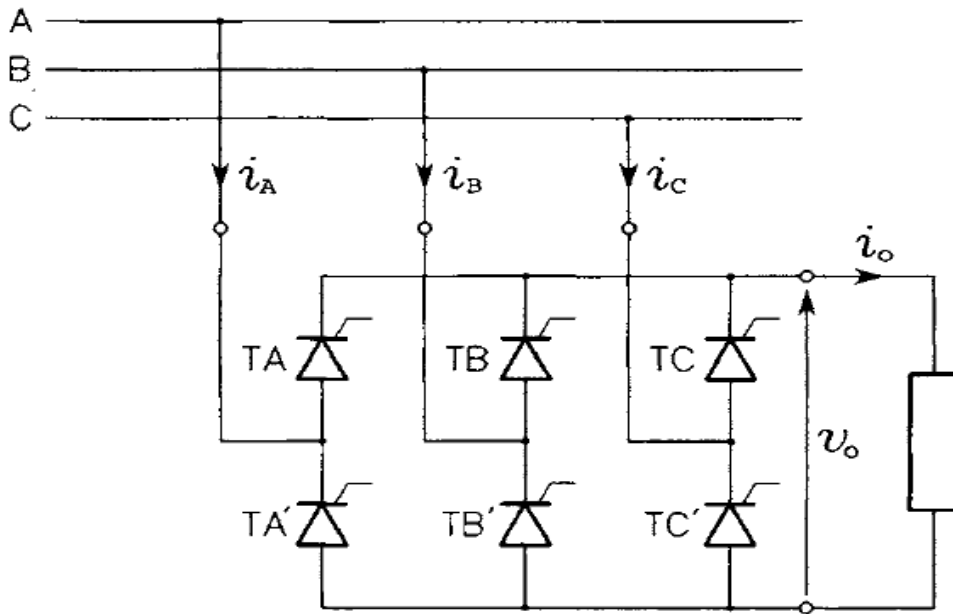 A
B
C
iA iB iC
io
TA TB TC
vo
TA′ TB′ TC′